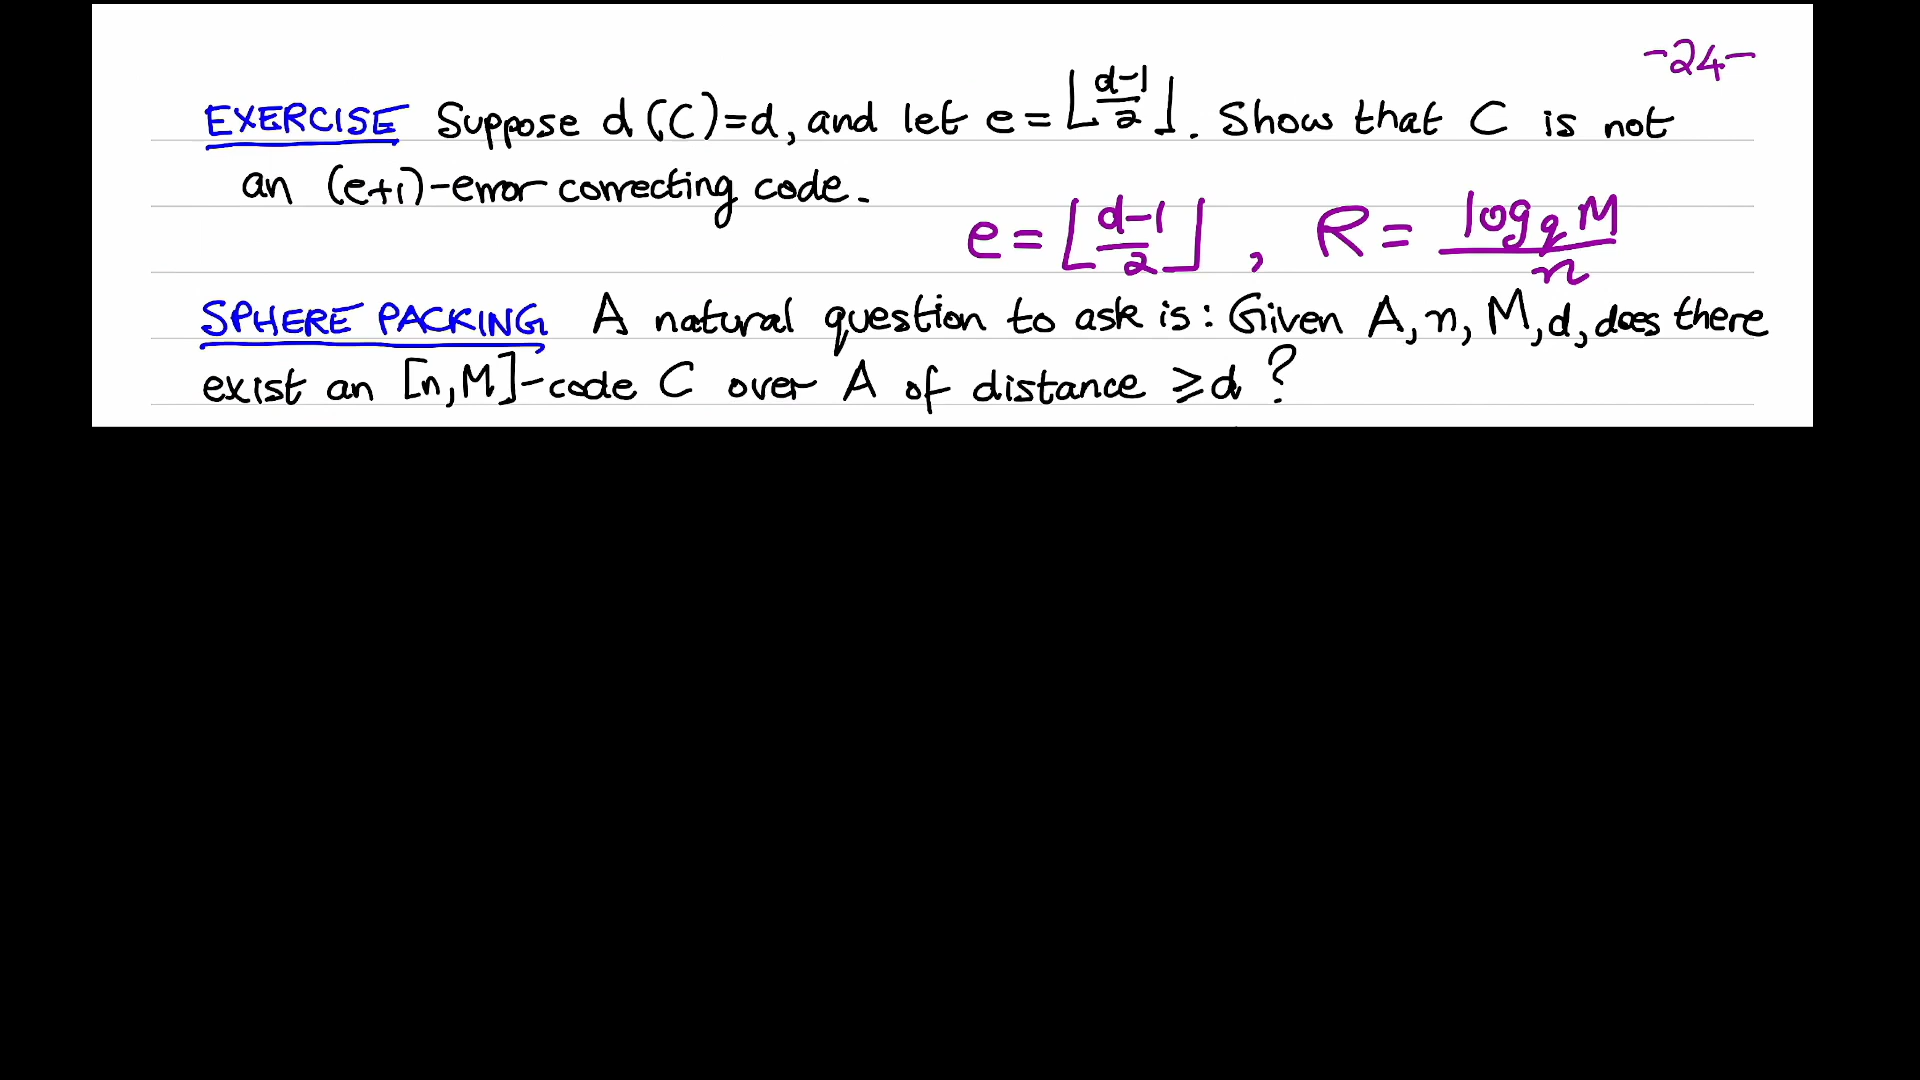 -24-
EXERCISE Suppose d(C)=d, and let e=⌊(d-1)/2⌋. Show that C is not
an (e+1)-error correcting code.
e=⌊(d-1)/2⌋, R= log_q M / n
SPHERE PACKING A natural question to ask is: Given A, n, M, d, does there
exist an [n,M]-code C over A of distance ≥d?